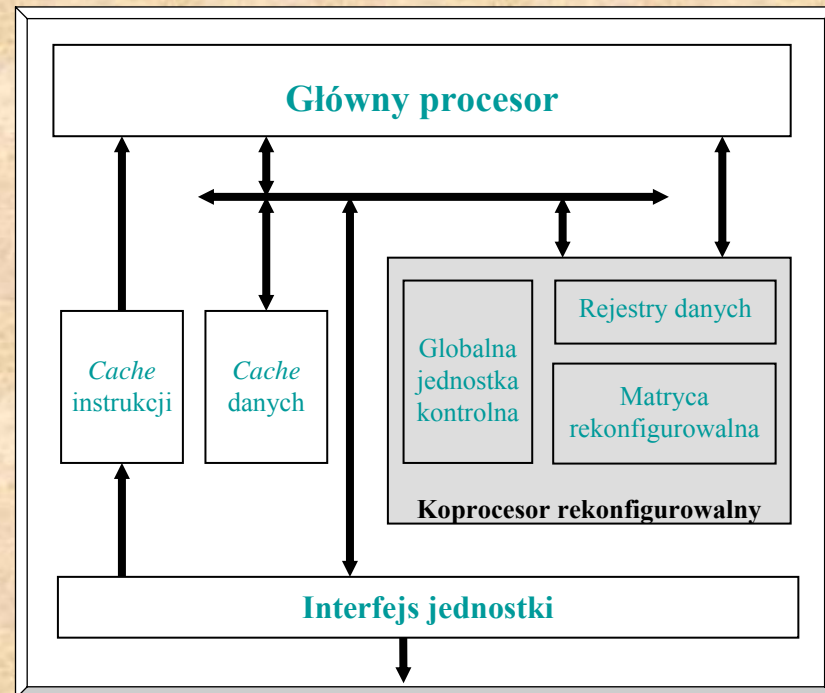 Główny procesor
Cache
instrukcji
Cache
danych
Globalna
jednostka
kontrolna
Rejestry danych
Matryca
rekonfigurowalna
Koprocesor rekonfigurowalny
Interfejs jednostki